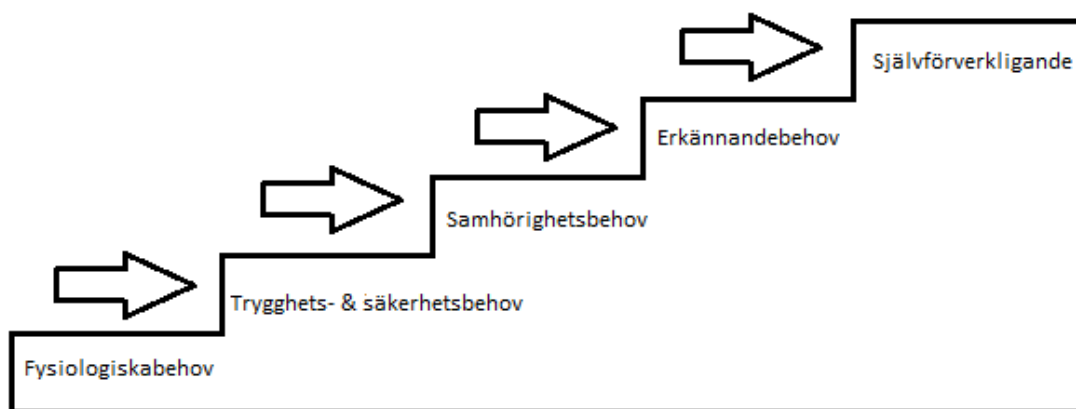 Självförverkligande
Erkännandebehov
Samhörighetsbehov
Trygghets- & säkerhetsbehov
Fysiologiskabehov